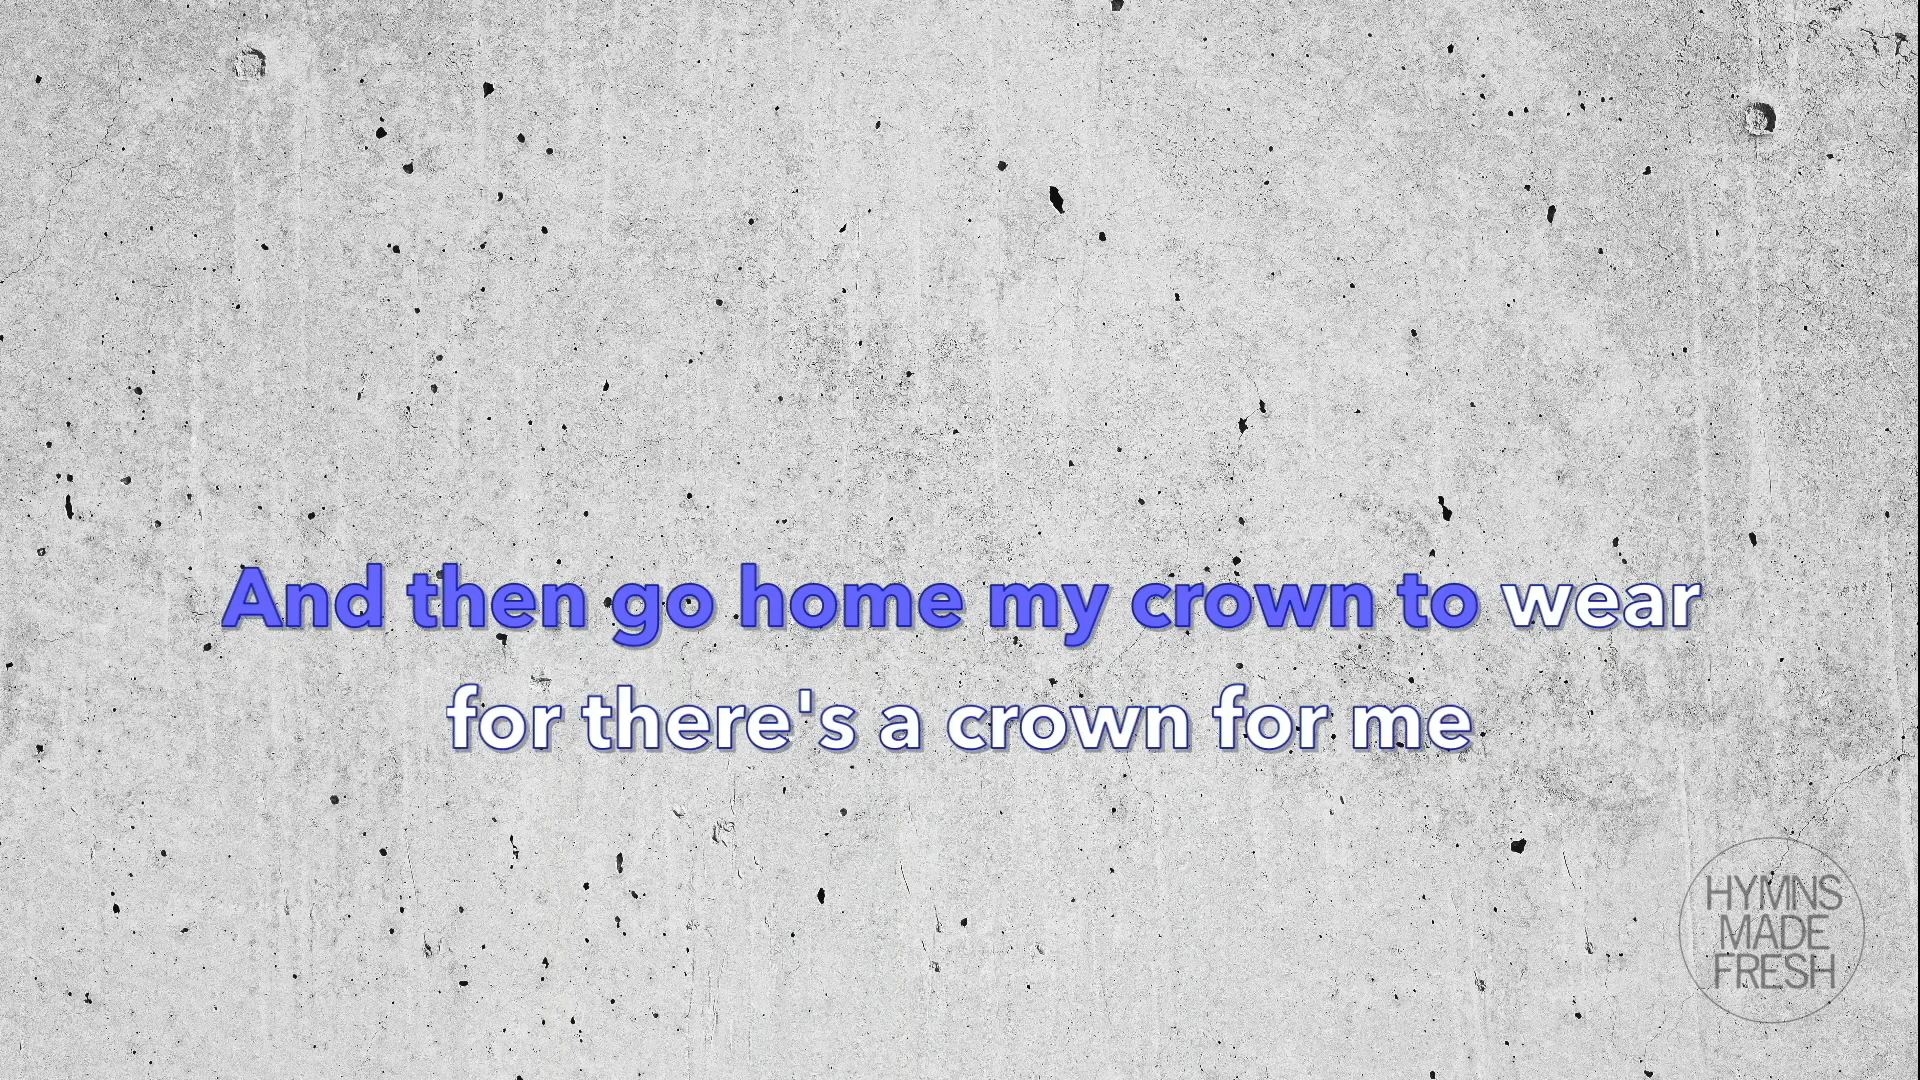 And then go home my crown to wear
for there's a crown for me
HYMNS
MADE
FRESH